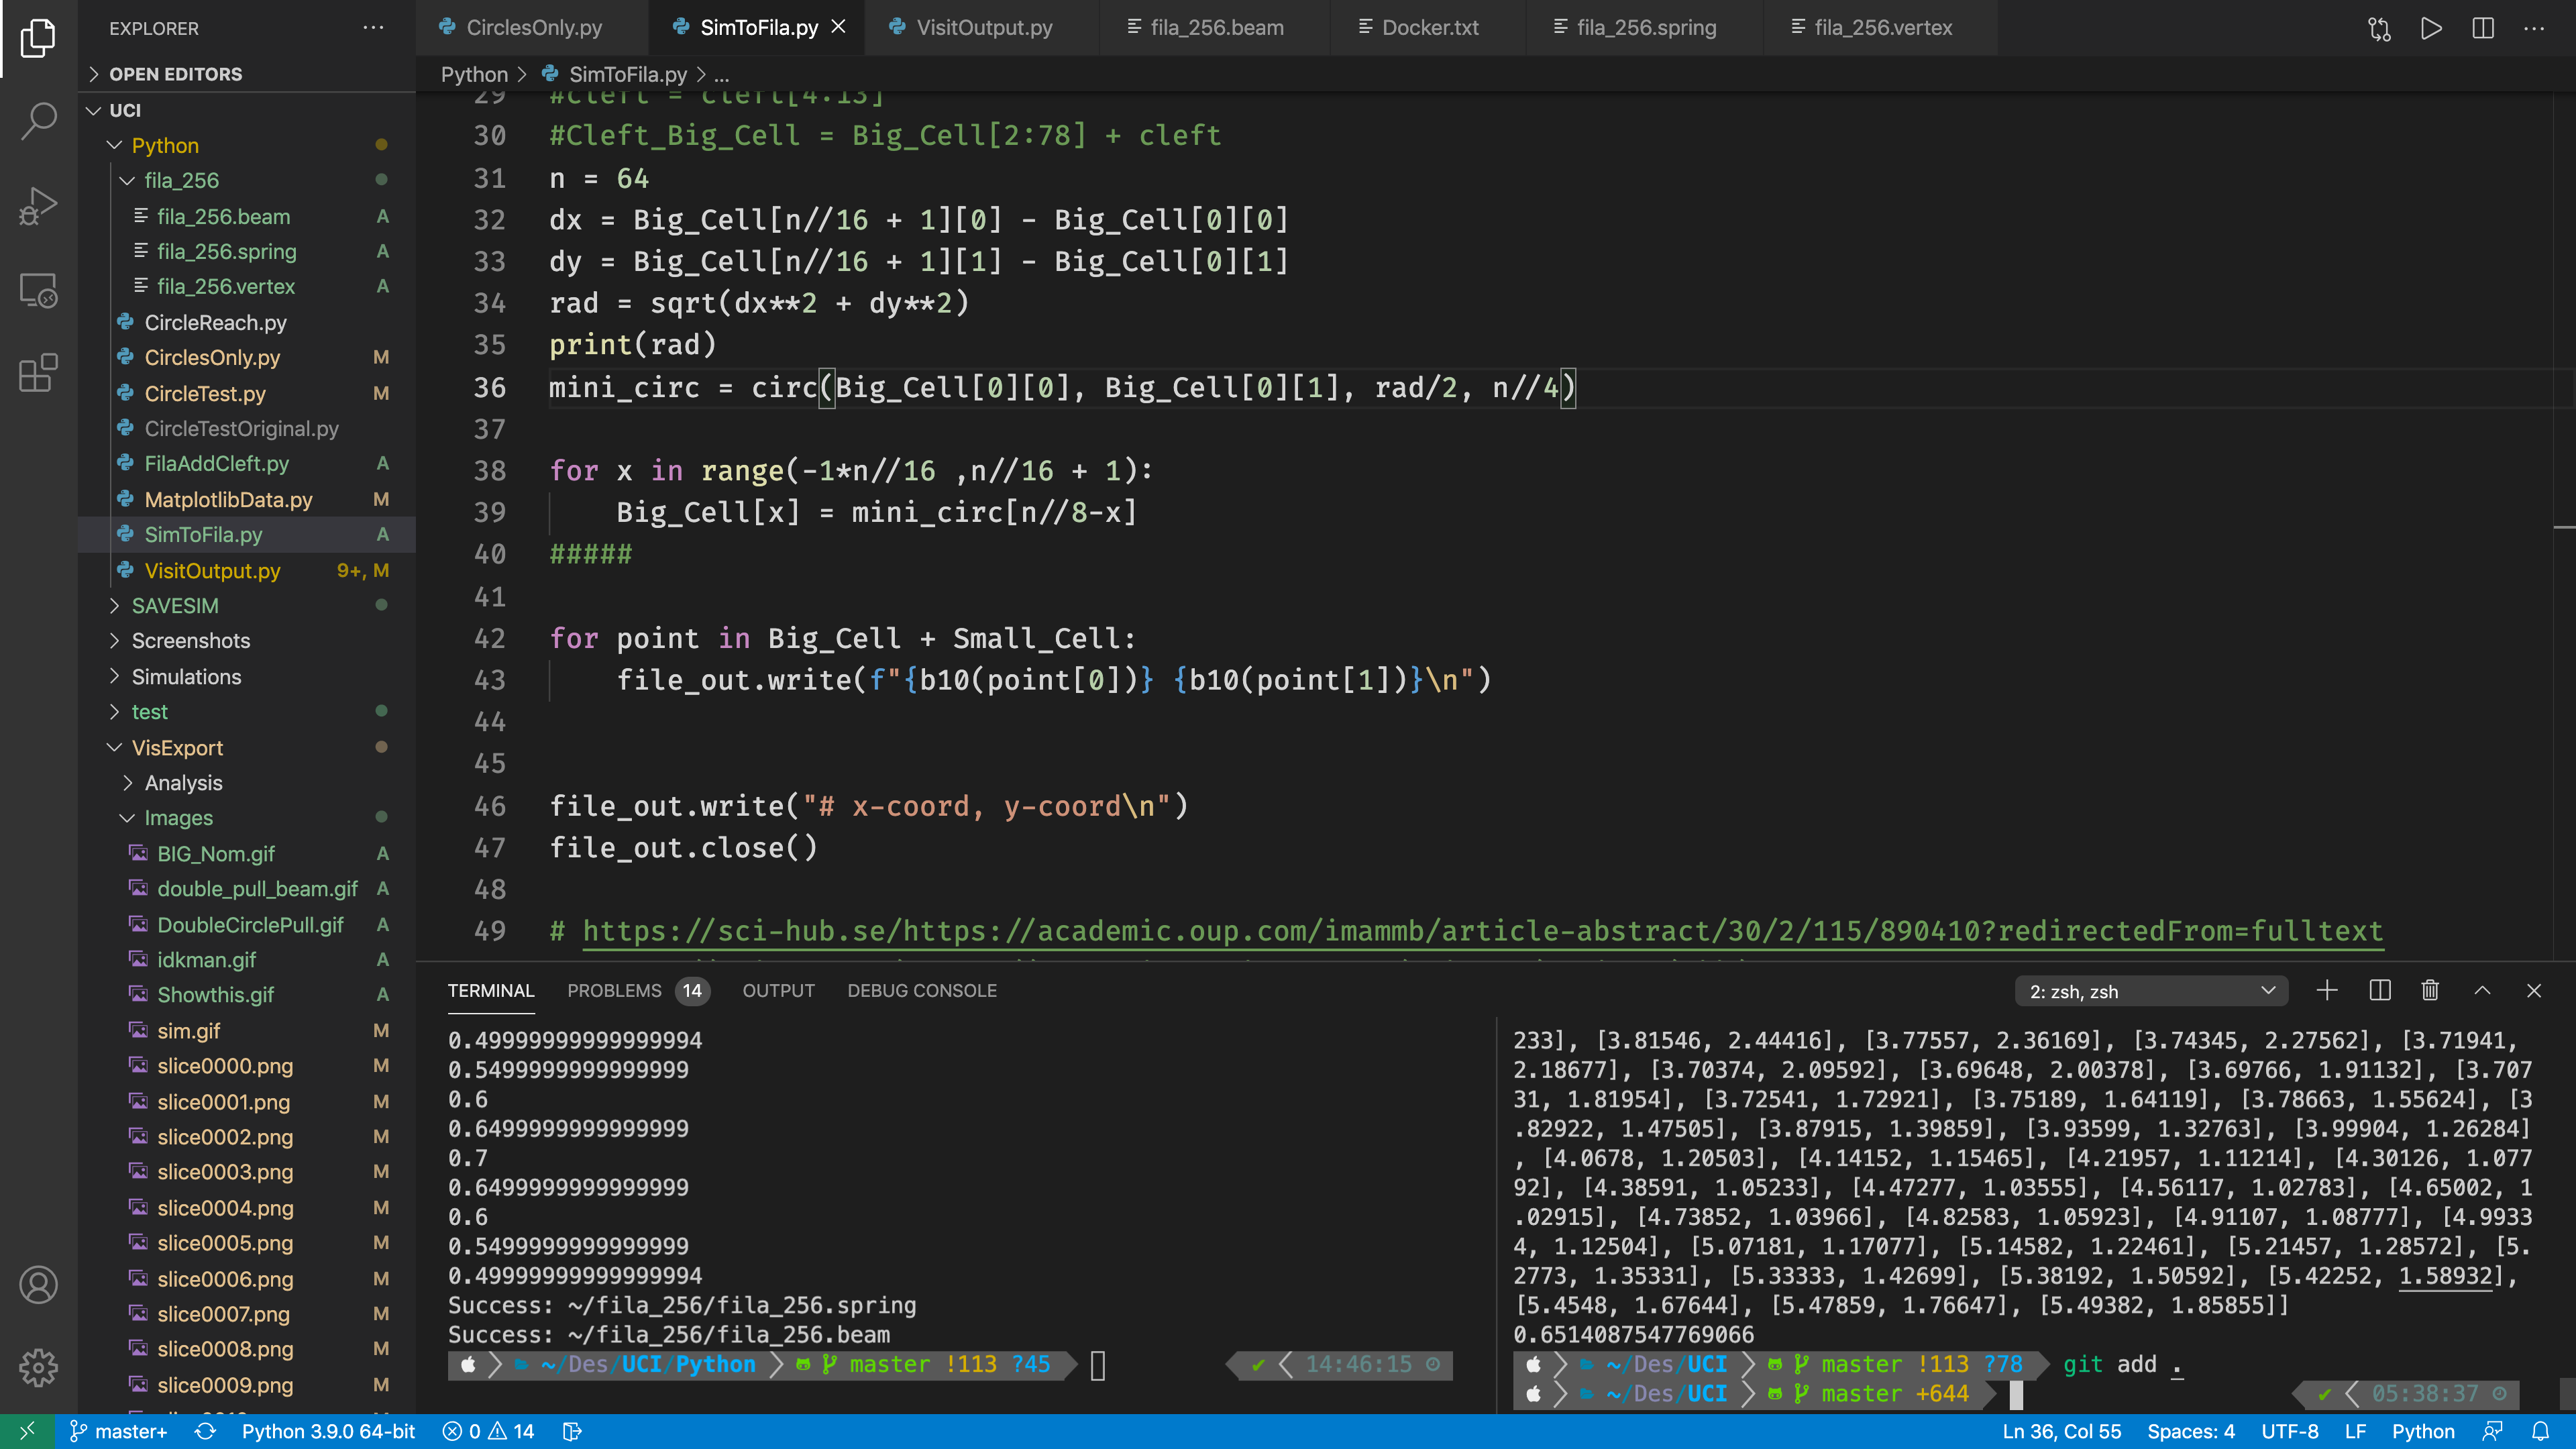 EXPLORER
OPEN EDITORS
UCI
Python
fila_256
fila_256.beam A
fila_256.spring A
fila_256.vertex A
CircleReach.py
CirclesOnly.py M
CircleTest.py M
CircleTestOriginal.py
FilaAddCleft.py A
MatplotlibData.py M
SimToFila.py A
VisitOutput.py 9+, M
SAVESIM
Screenshots
Simulations
test
VisExport
Analysis
Images
BIG_Nom.gif A
double_pull_beam.gif A
DoubleCirclePull.gif A
idkman.gif A
Showthis.gif A
sim.gif M
slice0000.png M
slice0001.png M
slice0002.png M
slice0003.png M
slice0004.png M
slice0005.png M
slice0006.png M
slice0007.png M
slice0008.png M
slice0009.png M
CirclesOnly.py SimToFila.py VisitOutput.py fila_256.beam Docker.txt fila_256.spring fila_256.vertex
Python > SimToFila.py > ...
29 #cleft = cleft[4:13]
30 #Cleft_Big_Cell = Big_Cell[2:78] + cleft
31 n = 64
32 dx = Big_Cell[n//16 + 1][0] - Big_Cell[0][0]
33 dy = Big_Cell[n//16 + 1][1] - Big_Cell[0][1]
34 rad = sqrt(dx**2 + dy**2)
35 print(rad)
36 mini_circ = circ(Big_Cell[0][0], Big_Cell[0][1], rad/2, n//4)
37
38 for x in range(-1*n//16 ,n//16 + 1):
39 Big_Cell[x] = mini_circ[n//8-x]
40 #####
41
42 for point in Big_Cell + Small_Cell:
43 file_out.write(f"{b10(point[0])} {b10(point[1])}\n")
44
45
46 file_out.write("# x-coord, y-coord\n")
47 file_out.close()
48
49 # https://sci-hub.se/https://academic.oup.com/imammb/article-abstract/30/2/115/890410?redirectedFrom=fulltext
TERMINAL PROBLEMS 14 OUTPUT DEBUG CONSOLE
2: zsh, zsh
0.49999999999999994
0.5499999999999999
0.6
0.6499999999999999
0.7
0.6499999999999999
0.6
0.5499999999999999
0.49999999999999994
Success: ~/fila_256/fila_256.spring
Success: ~/fila_256/fila_256.beam
~/Des/UCI/Python master !113 ?45 ✔ 14:46:15
233], [3.81546, 2.44416], [3.77557, 2.36169], [3.74345, 2.27562], [3.71941,
2.18677], [3.70374, 2.09592], [3.69648, 2.00378], [3.69766, 1.91132], [3.707
31, 1.81954], [3.72541, 1.72921], [3.75189, 1.64119], [3.78663, 1.55624], [3
.82922, 1.47505], [3.87915, 1.39859], [3.93599, 1.32763], [3.99904, 1.26284]
, [4.0678, 1.20503], [4.14152, 1.15465], [4.21957, 1.11214], [4.30126, 1.077
92], [4.38591, 1.05233], [4.47277, 1.03555], [4.56117, 1.02783], [4.65002, 1
.02915], [4.73852, 1.03966], [4.82583, 1.05923], [4.91107, 1.08777], [4.9933
4, 1.12504], [5.07181, 1.17077], [5.14582, 1.22461], [5.21457, 1.28572], [5.
2773, 1.35331], [5.33333, 1.42699], [5.38192, 1.50592], [5.42252, 1.58932],
[5.4548, 1.67644], [5.47859, 1.76647], [5.49382, 1.85855]]
0.6514087547769066
~/Des/UCI master !113 ?78 git add .
~/Des/UCI master +644 ✔ 05:38:37
master+ Python 3.9.0 64-bit 0 14 Ln 36, Col 55 Spaces: 4 UTF-8 LF Python